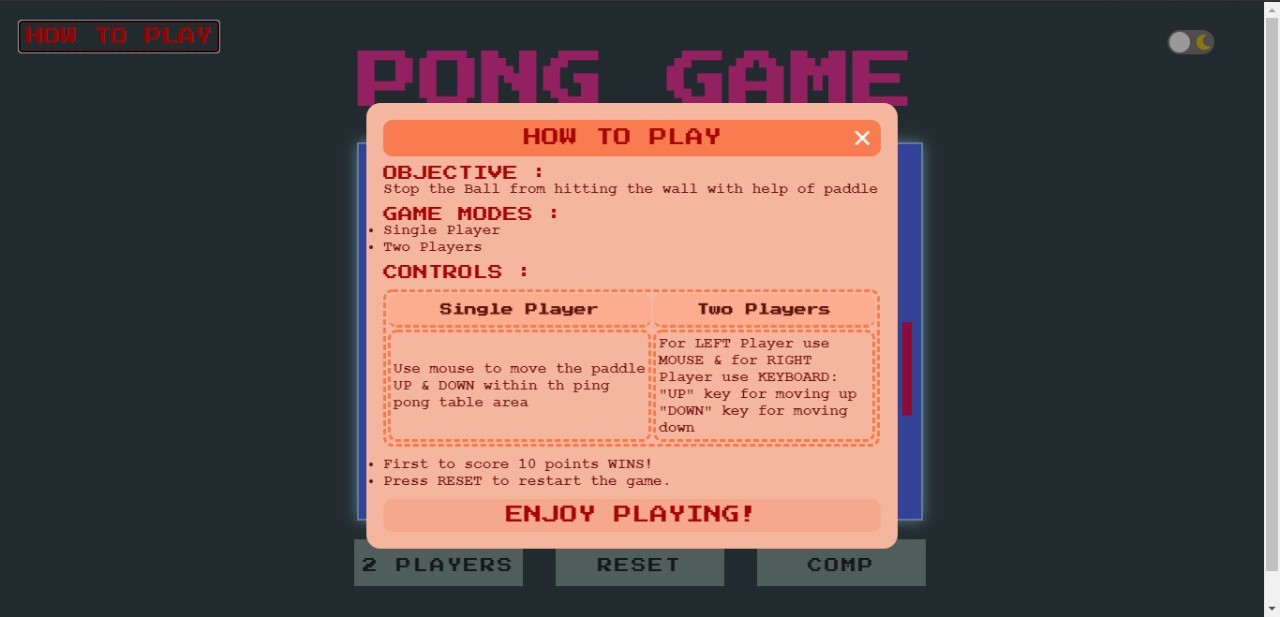 HOW TO PLAY
PONG GAME
HOW TO PLAY
OBJECTIVE :
Stop the Ball from hitting the wall with help of paddle
GAME MODES :
• Single Player
• Two Players
CONTROLS :
Single Player
Use mouse to move the paddle
UP & DOWN within th ping
pong table area
Two Players
For LEFT Player use
MOUSE & for RIGHT
Player use KEYBOARD:
"UP" key for moving up
"DOWN" key for moving
down
• First to score 10 points WINS!
• Press RESET to restart the game.
ENJOY PLAYING!
2 PLAYERS
RESET
COMP